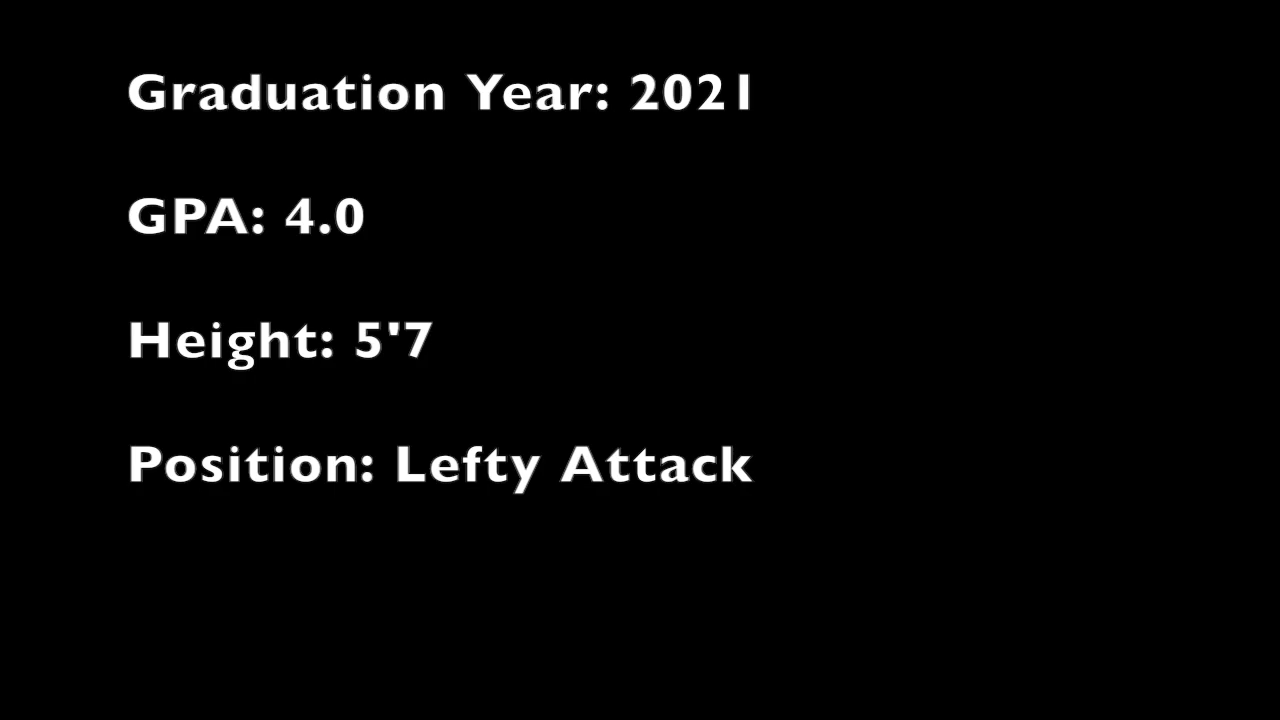 Graduation Year: 2021
GPA: 4.0
Height: 5'7
Position: Lefty Attack